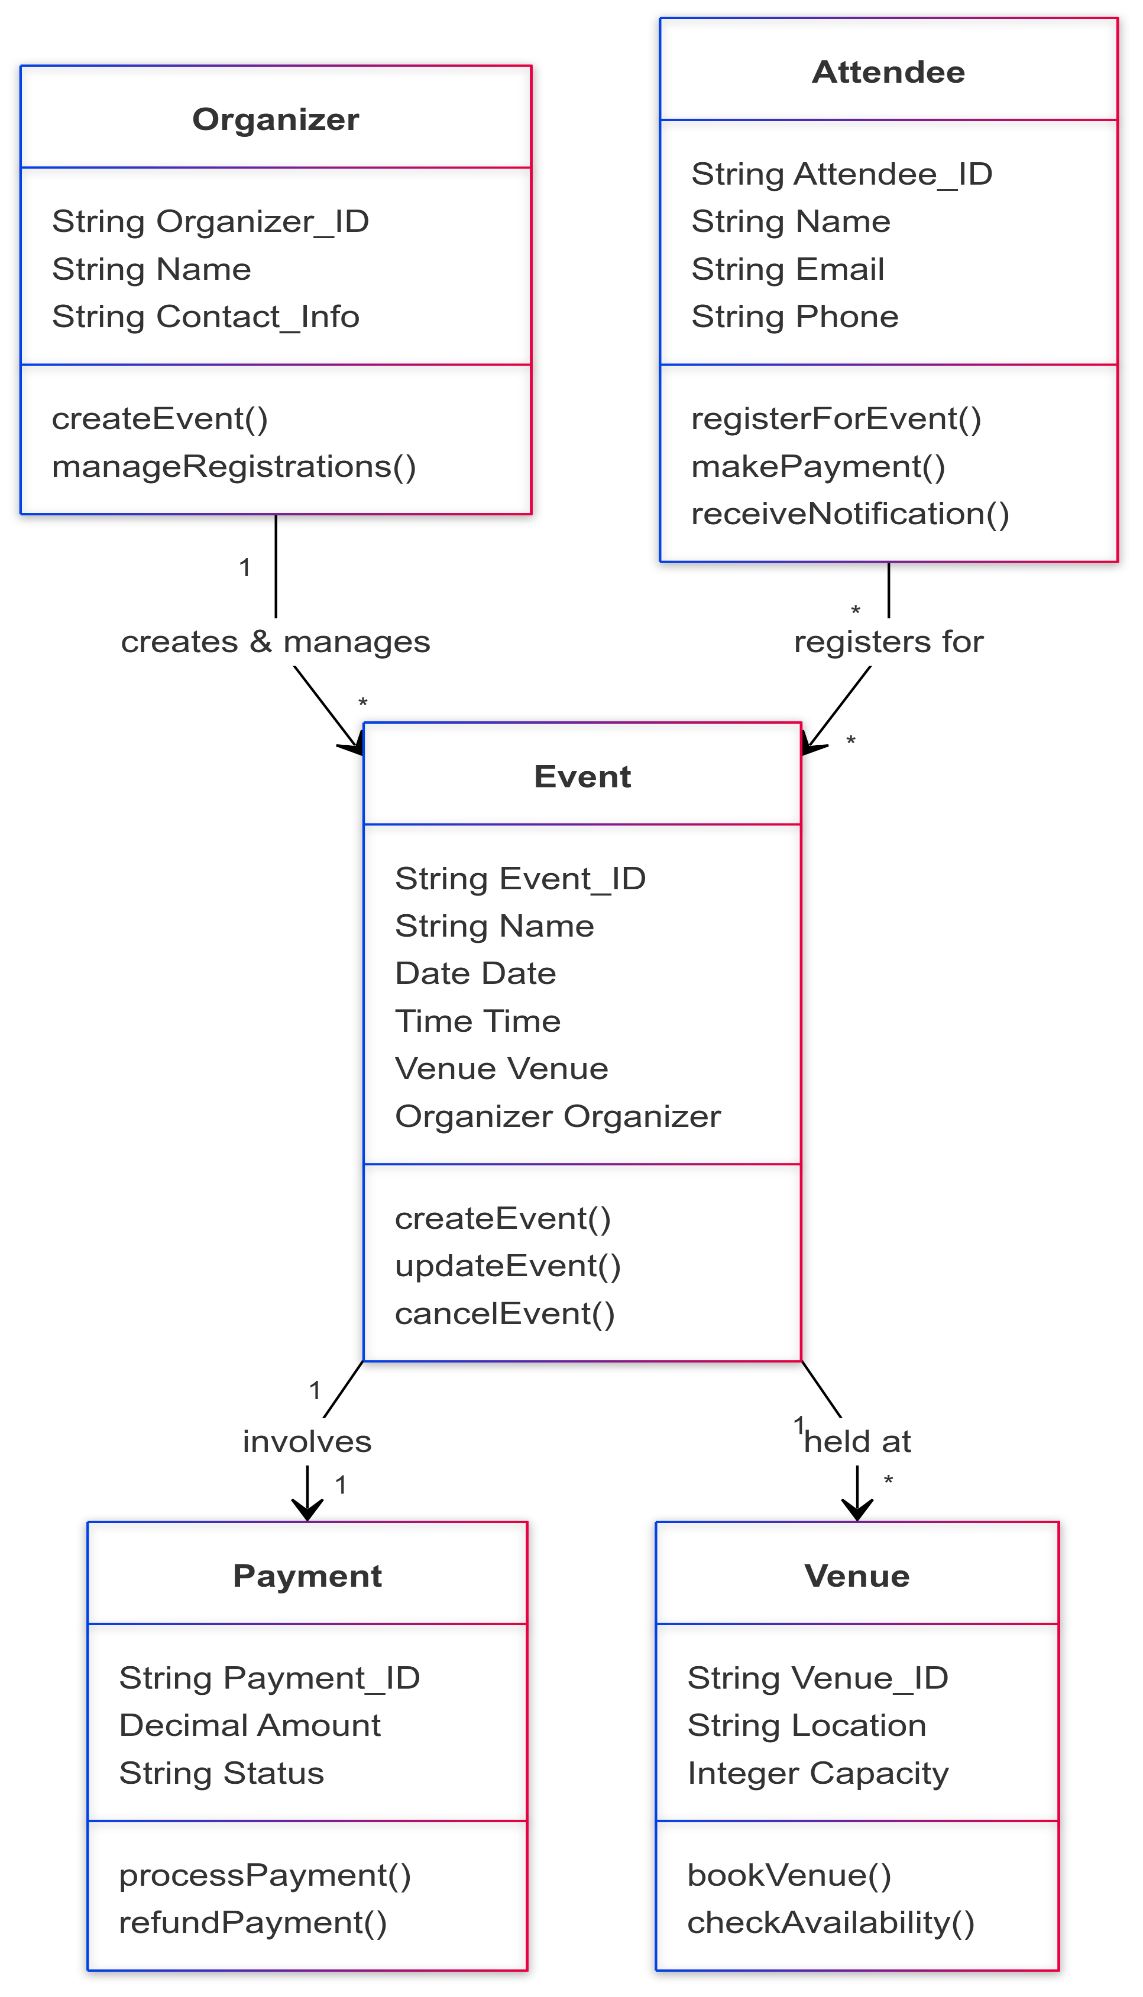 Organizer
String Organizer_ID
String Name
String Contact_Info
createEvent()
manageRegistrations()
Attendee
String Attendee_ID
String Name
String Email
String Phone
registerForEvent()
makePayment()
receiveNotification()
1
creates & manages
*
*
registers for
*
Event
String Event_ID
String Name
Date Date
Time Time
Venue Venue
Organizer Organizer
createEvent()
updateEvent()
cancelEvent()
1
involves
1
1
held at
*
Payment
String Payment_ID
Decimal Amount
String Status
processPayment()
refundPayment()
Venue
String Venue_ID
String Location
Integer Capacity
bookVenue()
checkAvailability()